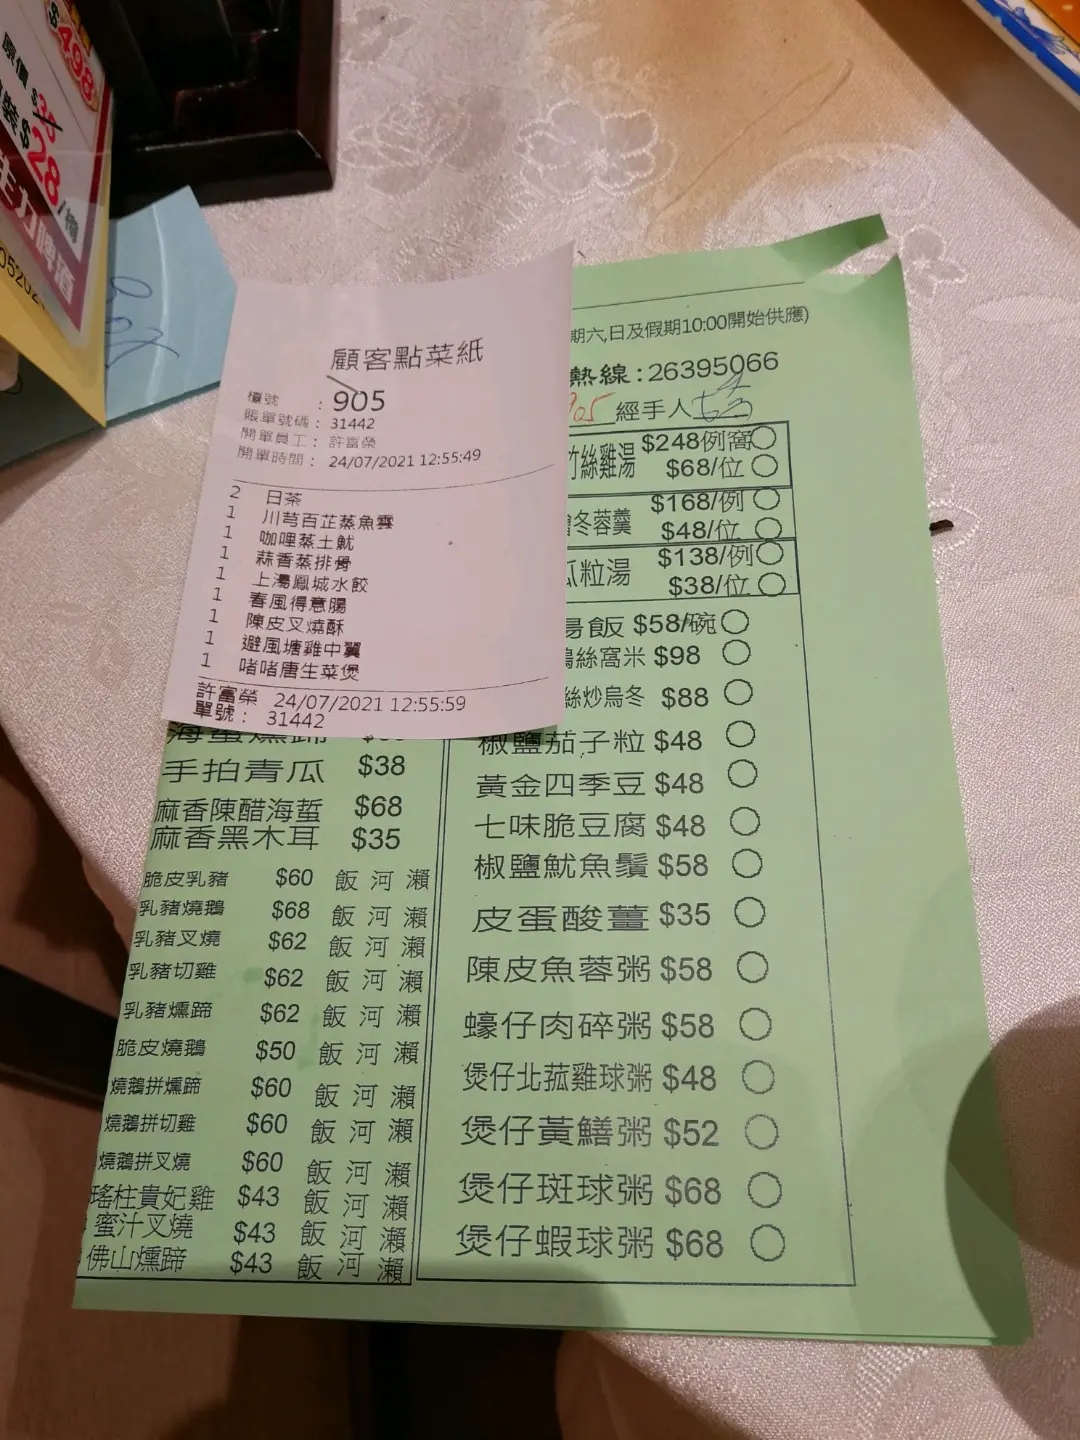 $498
原價 $35
$28/樽
顧客點菜紙
檯號 : 905
賬單號碼 : 31442
開單員工 : 許富榮
開單時間 : 24/07/2021 12:55:49
2 日茶
1 川芎百芷蒸魚雲
1 咖哩蒸土魷
1 蒜香蒸排骨
1 上湯鳳城水餃
1 春風得意腸
1 陳皮叉燒酥
1 避風塘雞中翼
1 啫啫唐生菜煲
許富榮 24/07/2021 12:55:59
單號 : 31442
期六,日及假期10:00開始供應)
熱線:26395066
905 經手人
竹絲雞湯 $248例窩
$68/位
冬蓉羹 $168/例
$48/位
瓜粒湯 $138/例
$38/位
湯飯 $58/碗
鴨絲窩米 $98
絲炒烏冬 $88
椒鹽茄子粒 $48
黃金四季豆 $48
七味脆豆腐 $48
椒鹽魷魚鬚 $58
皮蛋酸薑 $35
陳皮魚蓉粥 $58
蠔仔肉碎粥 $58
煲仔北菰雞球粥 $48
煲仔黃鱔粥 $52
煲仔斑球粥 $68
煲仔蝦球粥 $68
海蜇燻蹄
手拍青瓜 $38
麻香陳醋海蜇 $68
麻香黑木耳 $35
脆皮乳豬 $60 飯 河 瀨
乳豬燒鵝 $68 飯 河 瀨
乳豬叉燒 $62 飯 河 瀨
乳豬切雞 $62 飯 河 瀨
乳豬燻蹄 $62 飯 河 瀨
脆皮燒鵝 $50 飯 河 瀨
燒鵝拼燻蹄 $60 飯 河 瀨
燒鵝拼切雞 $60 飯 河 瀨
燒鵝拼叉燒 $60 飯 河 瀨
瑤柱貴妃雞 $43 飯 河 瀨
蜜汁叉燒 $43 飯 河 瀨
佛山燻蹄 $43 飯 河 瀨